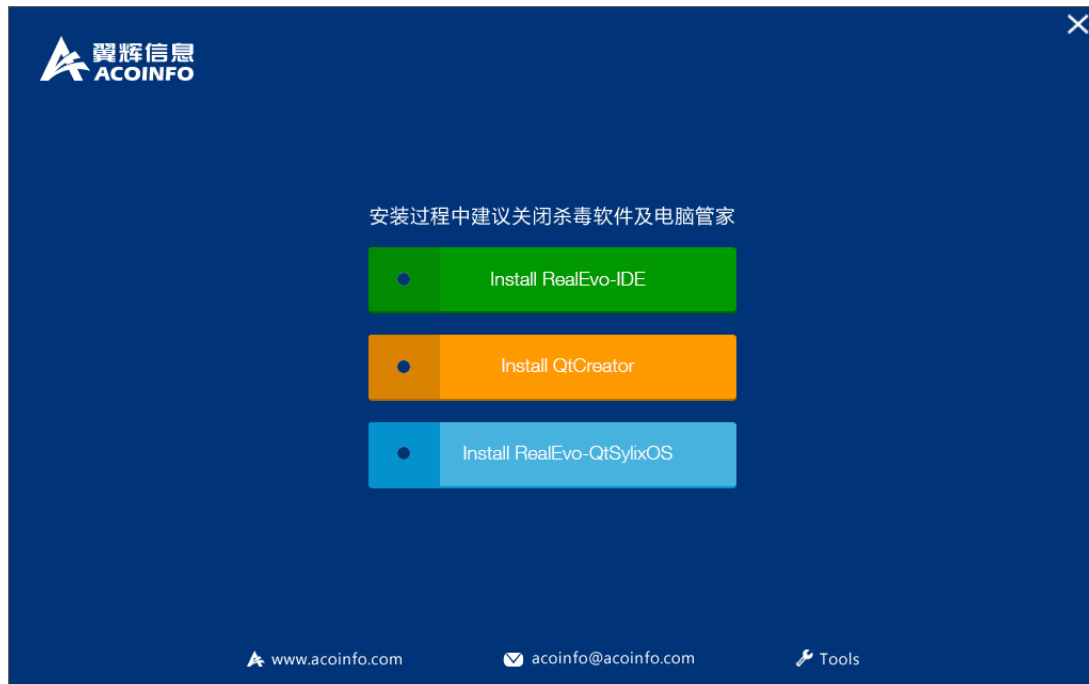 翼辉信息
ACOINFO
安装过程中建议关闭杀毒软件及电脑管家
Install RealEvo-IDE
Install QtCreator
Install RealEvo-QtSylixOS
www.acoinfo.com
acoinfo@acoinfo.com
Tools